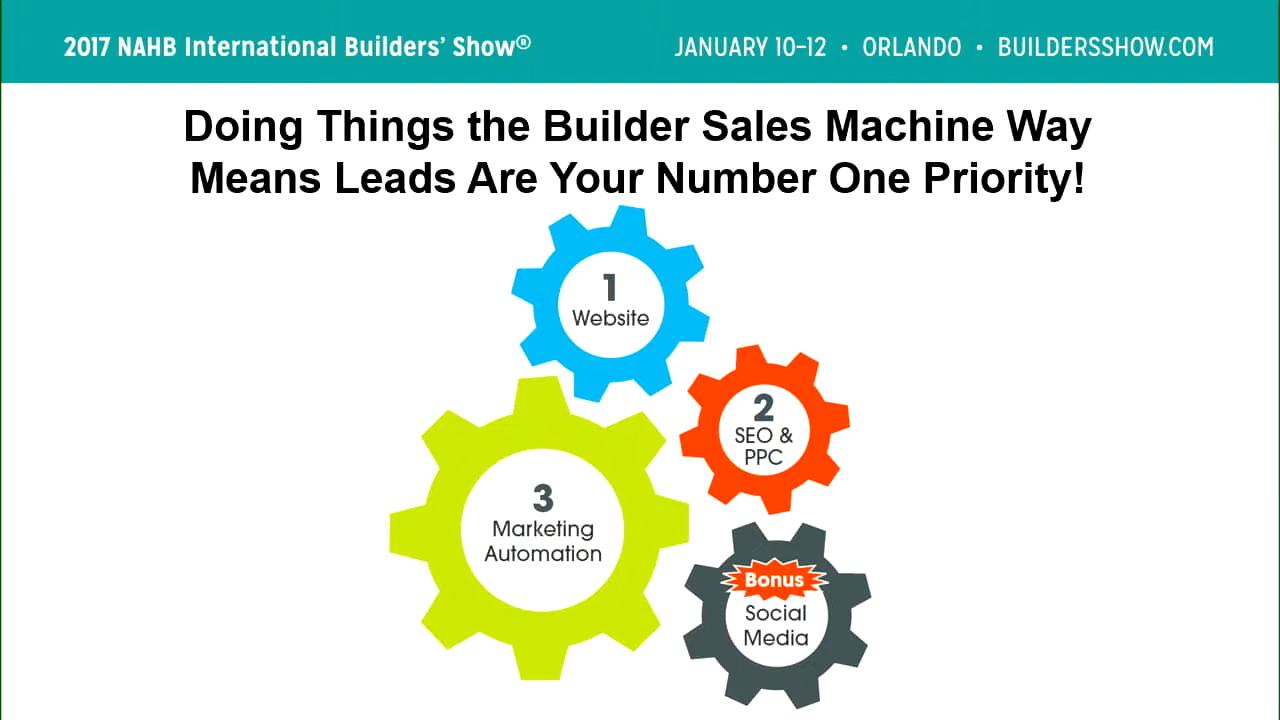 2017 NAHB International Builders’ Show®
JANUARY 10–12 • ORLANDO • BUILDERSSHOW.COM
Doing Things the Builder Sales Machine Way
Means Leads Are Your Number One Priority!
1
Website
2
SEO &
PPC
3
Marketing
Automation
Bonus
Social
Media